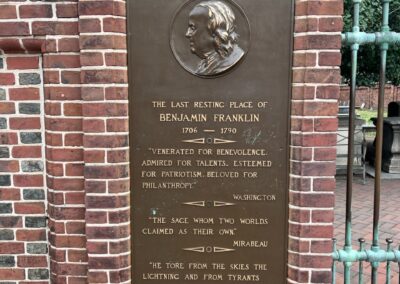 THE LAST RESTING PLACE OF
BENJAMIN FRANKLIN
1706 — 1790
"VENERATED FOR BENEVOLENCE,
ADMIRED FOR TALENTS, ESTEEMED
FOR PATRIOTISM, BELOVED FOR
PHILANTHROPY."
WASHINGTON
"THE SAGE WHOM TWO WORLDS
CLAIMED AS THEIR OWN"
MIRABEAU
"HE TORE FROM THE SKIES THE
LIGHTNING AND FROM TYRANTS